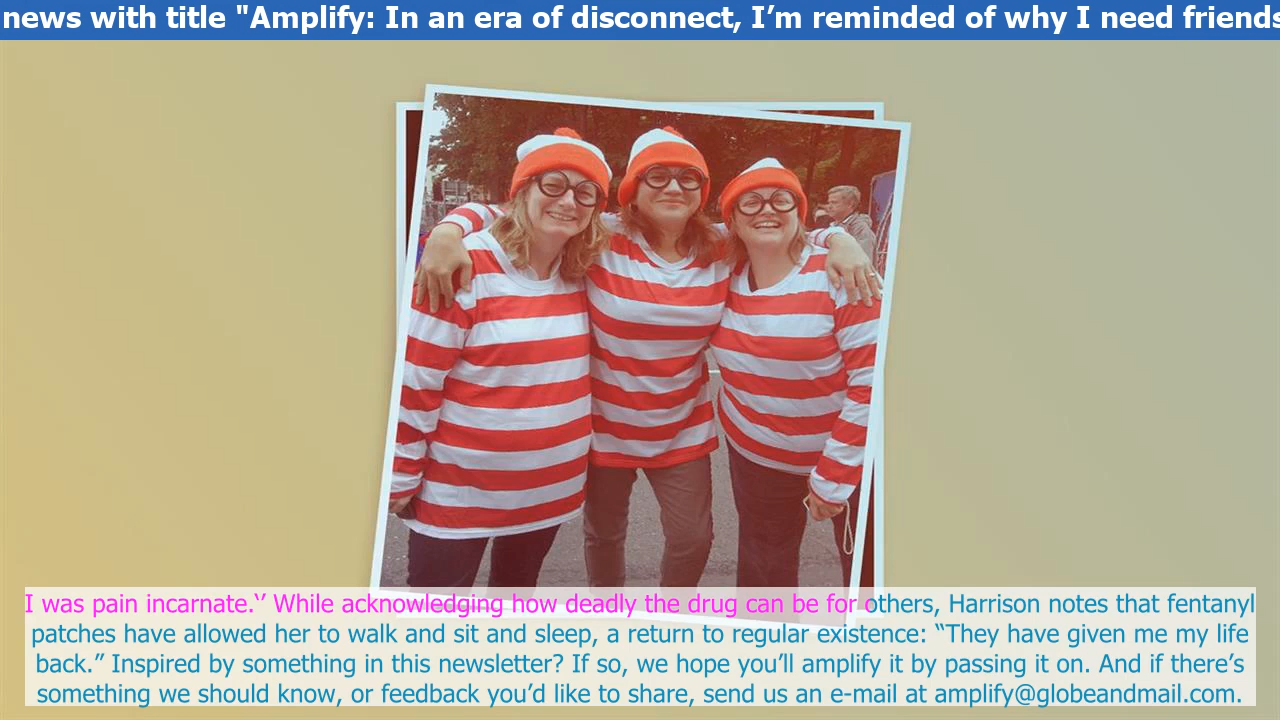 news with title "Amplify: In an era of disconnect, I’m reminded of why I need friends
I was pain incarnate.‘’ While acknowledging how deadly the drug can be for others, Harrison notes that fentanyl
patches have allowed her to walk and sit and sleep, a return to regular existence: “They have given me my life
back.” Inspired by something in this newsletter? If so, we hope you’ll amplify it by passing it on. And if there’s
something we should know, or feedback you’d like to share, send us an e-mail at amplify@globeandmail.com.